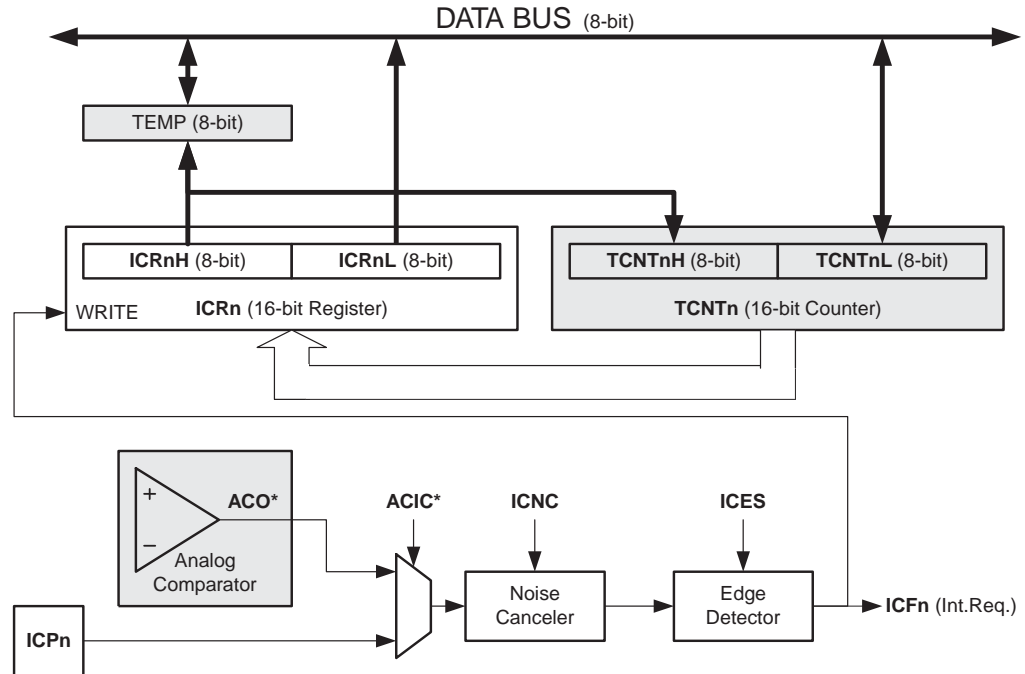 DATA BUS (8-bit)
TEMP (8-bit)
ICRnH (8-bit)
ICRnL (8-bit)
TCNTnH (8-bit)
TCNTnL (8-bit)
WRITE
ICRn (16-bit Register)
TCNTn (16-bit Counter)
+
−
ACO*
Analog
Comparator
ACIC*
ICNC
ICES
Noise
Canceler
Edge
Detector
ICFn (Int.Req.)
ICPn